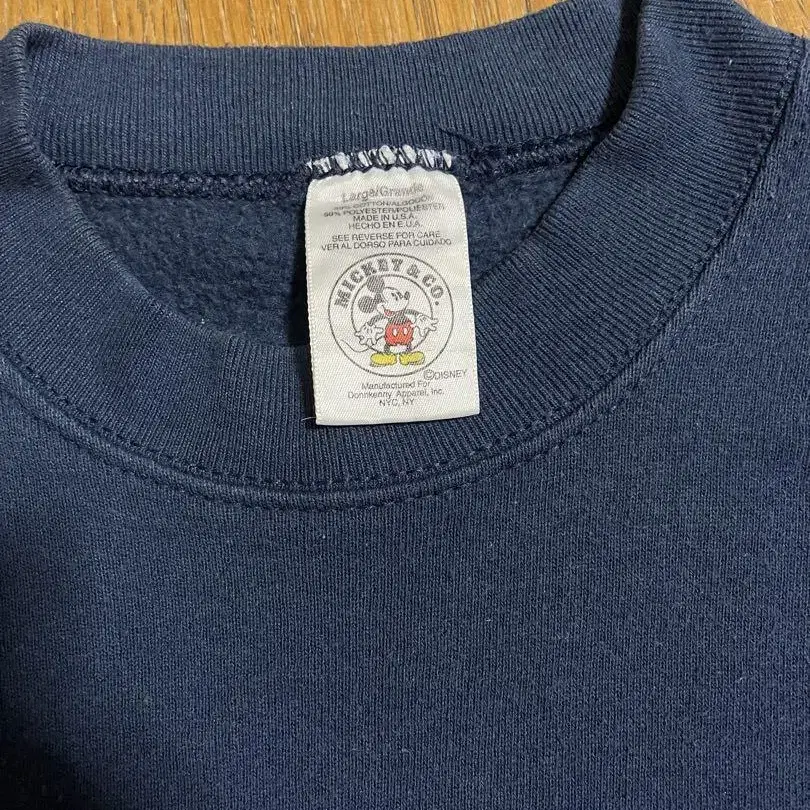 Large/Grande
50% COTTON/ALGODON
50% POLYESTER/POLIESTER
MADE IN U.S.A.
HECHO EN E.U.A.
SEE REVERSE FOR CARE
VER AL DORSO PARA CUIDADO
MICKEY & CO.
©DISNEY
Manufactured For
Donnkenny Apparel, Inc.
NYC, NY